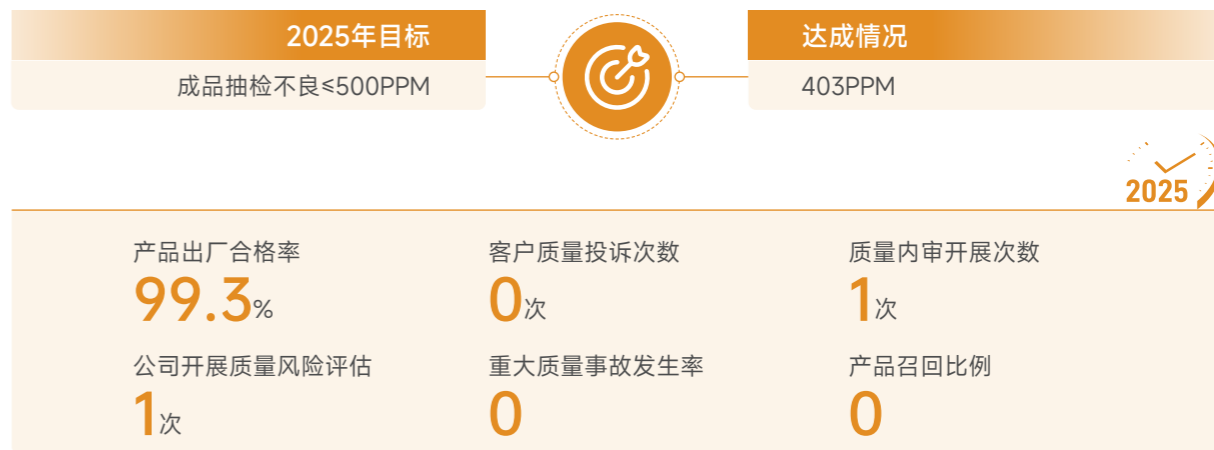 2025年目标
达成情况
成品抽检不良≤500PPM
403PPM
2025
产品出厂合格率
客户质量投诉次数
质量内审开展次数
99.3%
0次
1次
公司开展质量风险评估
重大质量事故发生率
产品召回比例
1次
0
0